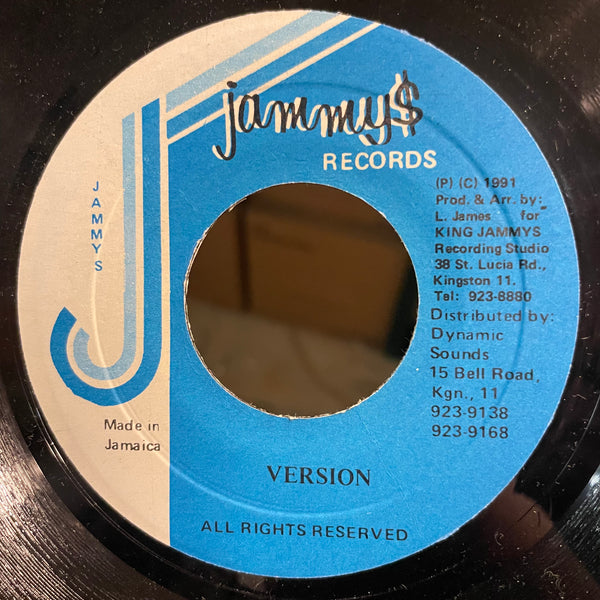 jammy$
RECORDS
JAMMYS
(P) (C) 1991
Prod. & Arr. by:
L. James for
KING JAMMYS
Recording Studio
38 St. Lucia Rd.,
Kingston 11.
Tel: 923-8880
Distributed by:
Dynamic
Sounds
15 Bell Road,
Kgn., 11
923-9138
923-9168
Made in
Jamaica
VERSION
ALL RIGHTS RESERVED